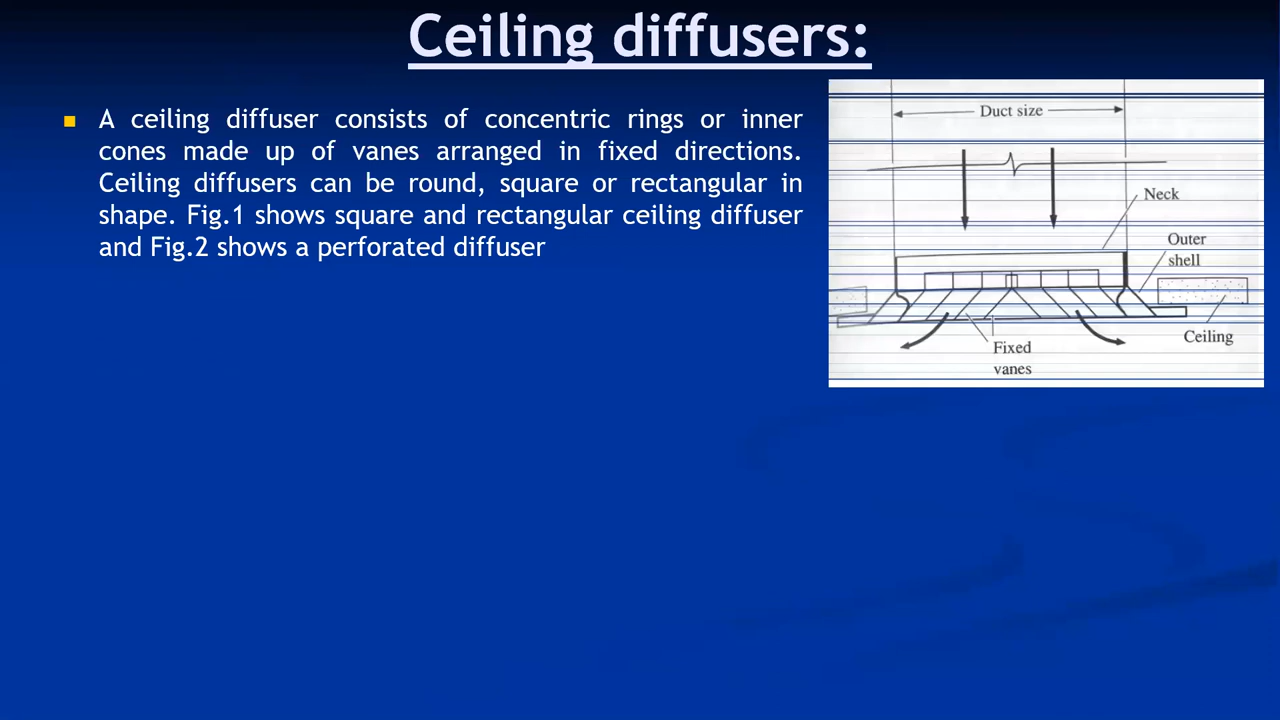 Ceiling diffusers:
A ceiling diffuser consists of concentric rings or inner
cones made up of vanes arranged in fixed directions.
Ceiling diffusers can be round, square or rectangular in
shape. Fig.1 shows square and rectangular ceiling diffuser
and Fig.2 shows a perforated diffuser
Duct size
Neck
Outer
shell
Ceiling
Fixed
vanes